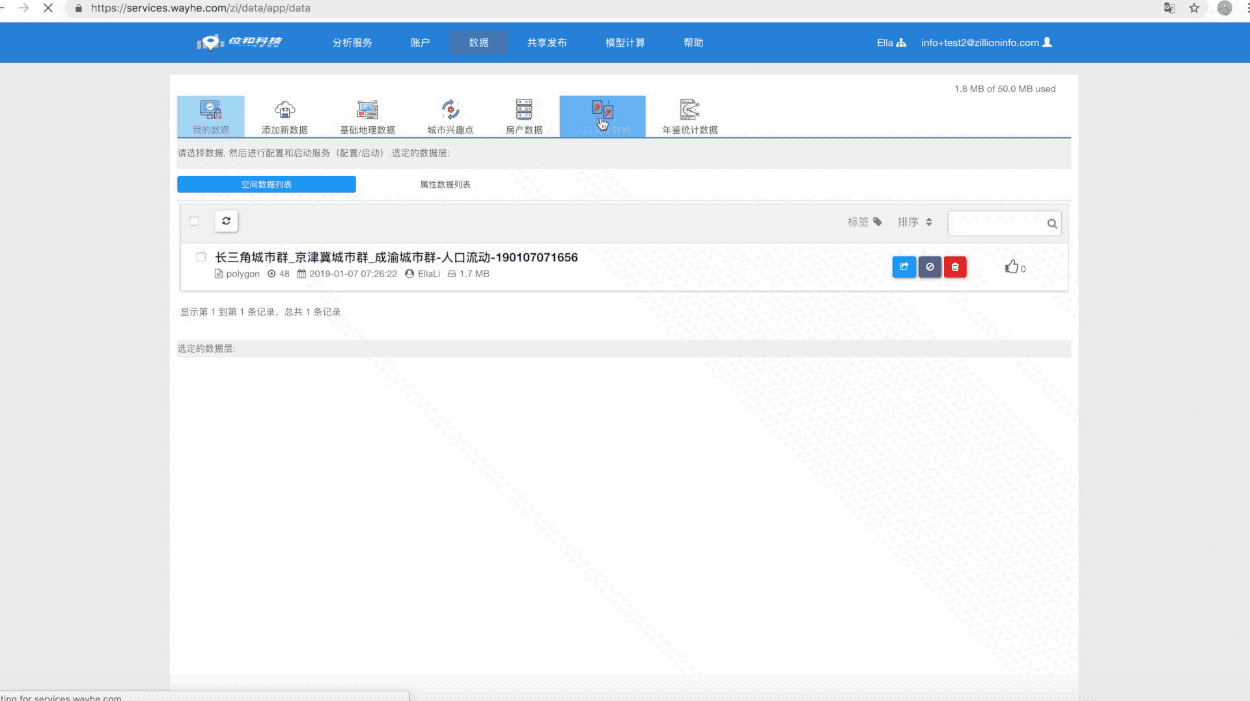 https://services.wayhe.com/zi/data/app/data
位和科技 分析服务 账户 数据 共享发布 模型计算 帮助 Ella info+test2@zillioninfo.com
1.8 MB of 50.0 MB used
我的数据 添加新数据 基础地理数据 城市兴趣点 房产数据 年鉴统计数据
请选择数据, 然后进行配置和启动服务（配置/启动）.选定的数据层:
空间数据列表 属性数据列表
标签 排序
长三角城市群_京津冀城市群_成渝城市群-人口流动-190107071656
polygon 48 2019-01-07 07:26:22 EllaLi 1.7 MB
0
显示第 1 到第 1 条记录，总共 1 条记录
选定的数据层:
for services.wayhe.com